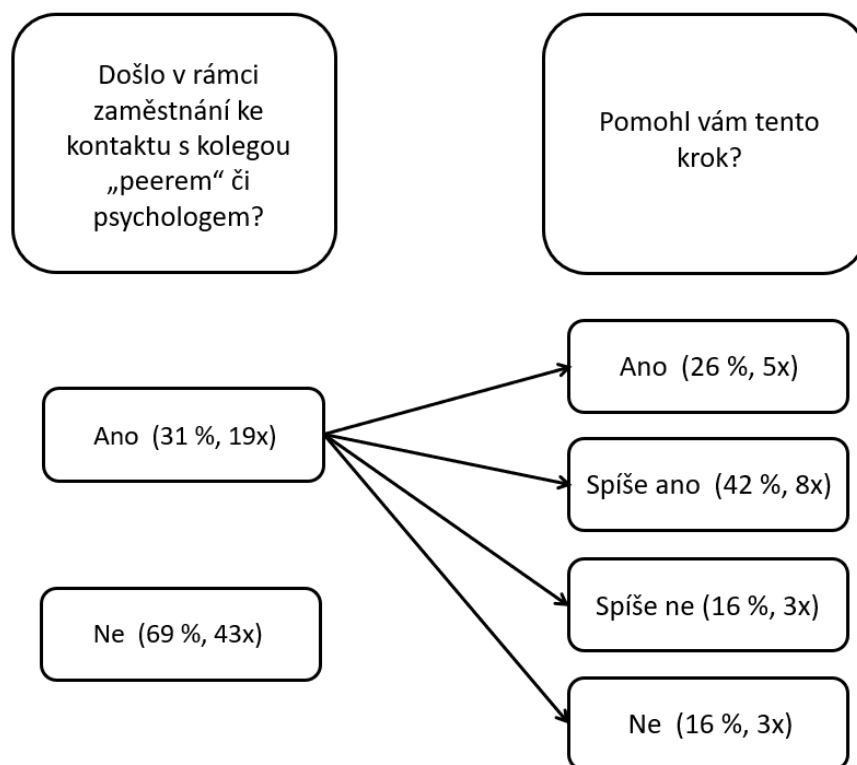 Došlo v rámci
zaměstnání ke
kontaktu s kolegou
„peerem“ či
psychologem?
Pomohl vám tento
krok?
Ano  (31 %, 19x)
Ne  (69 %, 43x)
Ano  (26 %, 5x)
Spíše ano  (42 %, 8x)
Spíše ne (16 %, 3x)
Ne  (16 %, 3x)